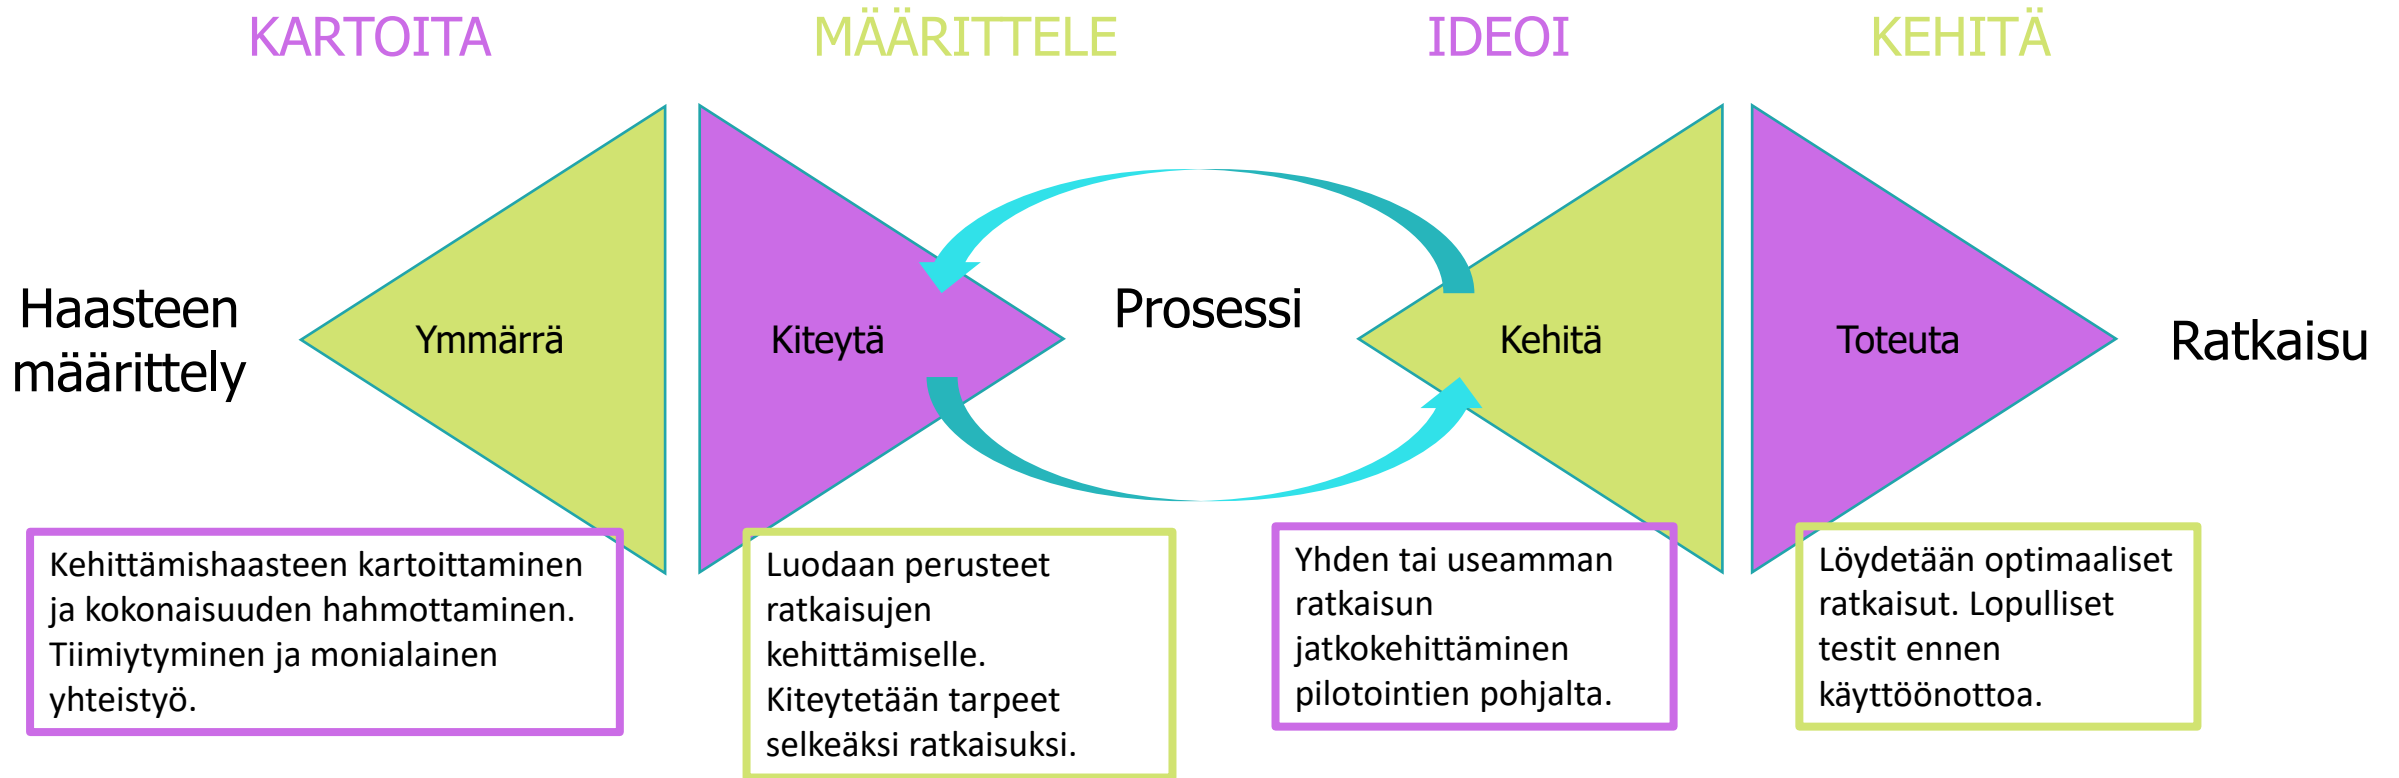 KARTOITA
MÄÄRITTELE
IDEOI
KEHITÄ
Haasteen
määrittely
Ymmärrä
Kiteytä
Prosessi
Kehitä
Toteuta
Ratkaisu
Kehittämishaasteen kartoittaminen
ja kokonaisuuden hahmottaminen.
Tiimiytyminen ja monialainen
yhteistyö.
Luodaan perusteet
ratkaisujen
kehittämiselle.
Kiteytetään tarpeet
selkeäksi ratkaisuksi.
Yhden tai useamman
ratkaisun
jatkokehittäminen
pilotointien pohjalta.
Löydetään optimaaliset
ratkaisut. Lopulliset
testit ennen
käyttöönottoa.